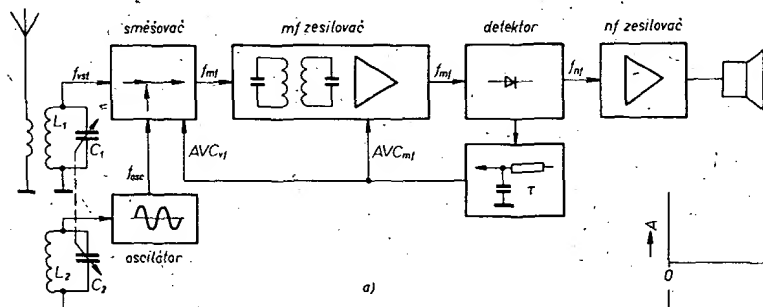 směšovač mf zesilovač detektor nf zesilovač
f_vst f_mf f_mf f_nf
L1 C1
AVC_vf AVC_mf τ
f_osc
L2 C2
oscilátor
a)
A
0